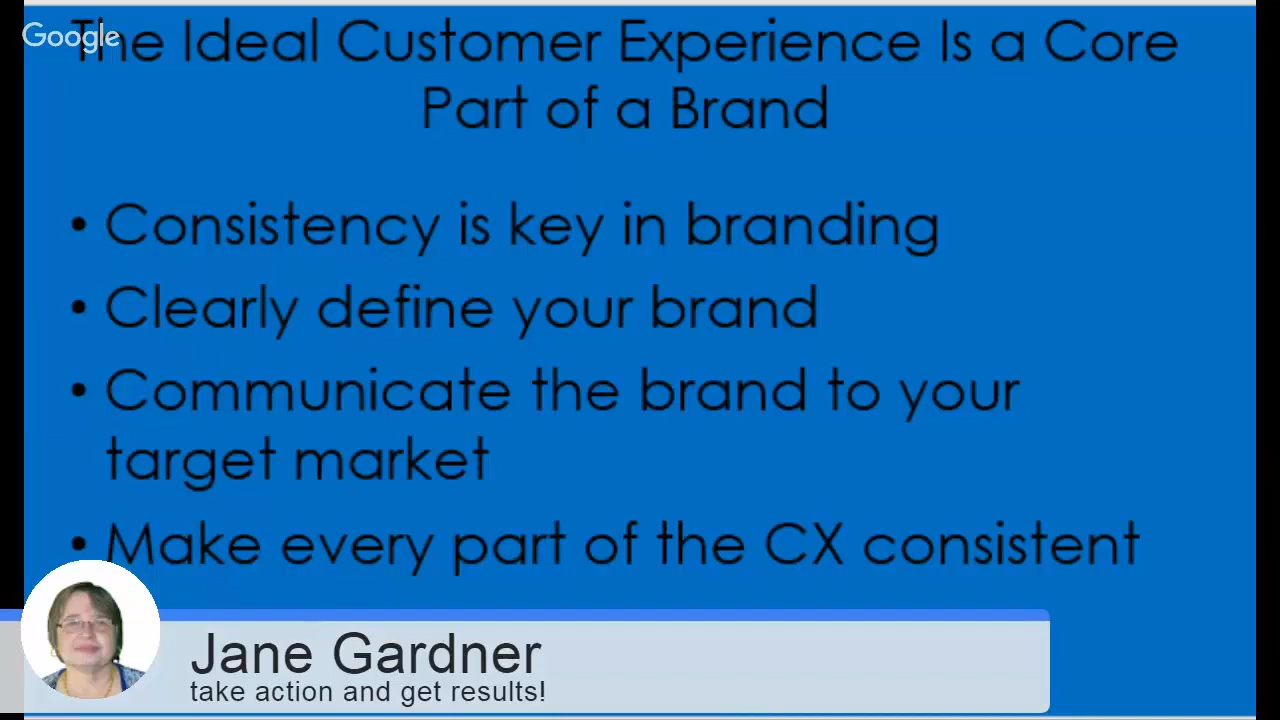 Google
The Ideal Customer Experience Is a Core
Part of a Brand
• Consistency is key in branding
• Clearly define your brand
• Communicate the brand to your
target market
• Make every part of the CX consistent
Jane Gardner
take action and get results!